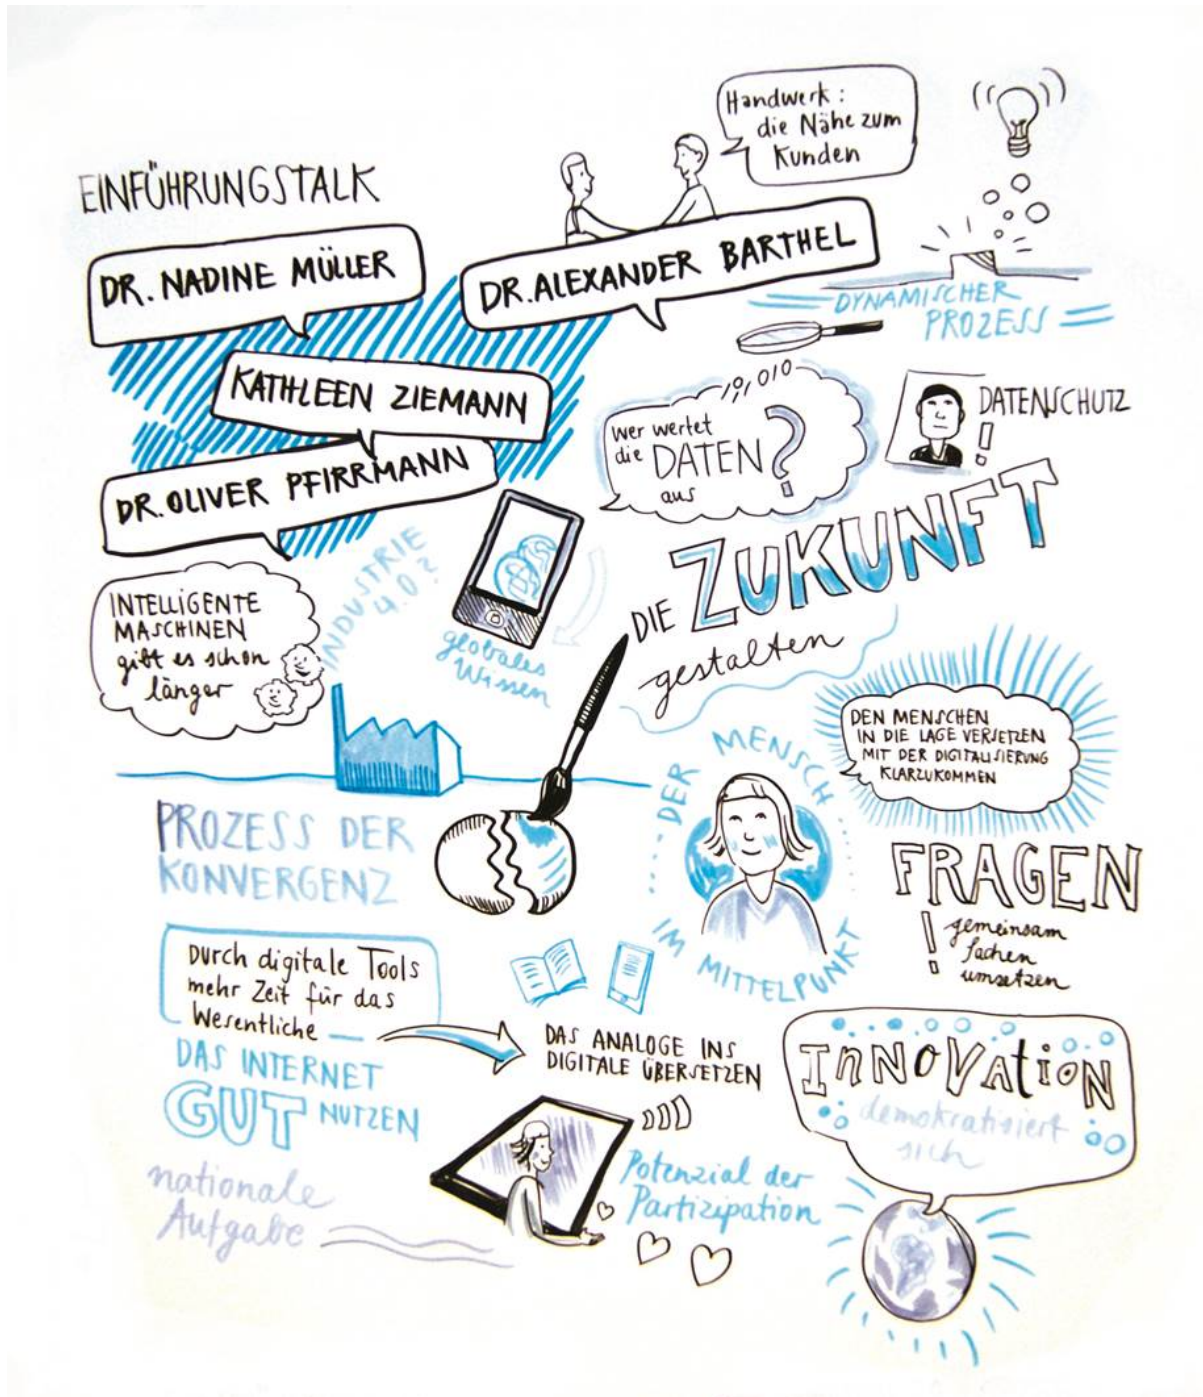 EINFÜHRUNGSTALK
Handwerk:
die Nähe zum
Kunden
DR. NADINE MÜLLER
DR. ALEXANDER BARTHEL
KATHLEEN ZIEMANN
DR. OLIVER PFIRRMANN
DYNAMISCHER
PROZESS
10,010
wer wertet
die DATEN?
aus
DATENSCHUTZ
!
DIE ZUKUNFT
gestalten
INTELLIGENTE
MASCHINEN
gibt es schon
länger
INDUSTRIE
4.0?
globales
Wissen
DER MENSCH
IM MITTELPUNKT
DEN MENSCHEN
IN DIE LAGE VERSETZEN
MIT DER DIGITALISIERUNG
KLARZUKOMMEN
PROZESS DER
KONVERGENZ
FRAGEN
! gemeinsam
Sachen
umsetzen
Durch digitale Tools
mehr Zeit für das
Wesentliche
DAS INTERNET
GUT NUTZEN
nationale
Aufgabe
DAS ANALOGE INS
DIGITALE ÜBERSETZEN
Potenzial der
Partizipation
INNOVATION
demokratisiert
sich